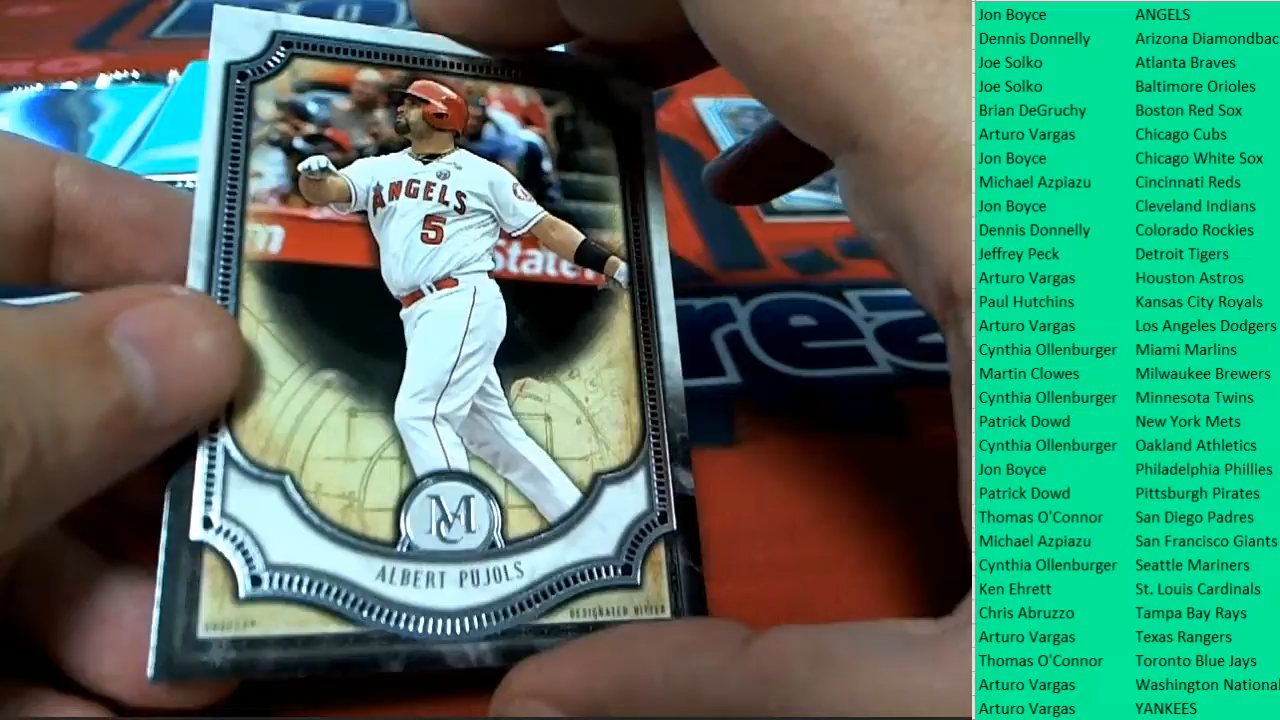 ANGELS
5
State
rea
MC
ALBERT PUJOLS
DESIGNATED HITTER
Jon Boyce ANGELS
Dennis Donnelly Arizona Diamondbac
Joe Solko Atlanta Braves
Joe Solko Baltimore Orioles
Brian DeGruchy Boston Red Sox
Arturo Vargas Chicago Cubs
Jon Boyce Chicago White Sox
Michael Azpiazu Cincinnati Reds
Jon Boyce Cleveland Indians
Dennis Donnelly Colorado Rockies
Jeffrey Peck Detroit Tigers
Arturo Vargas Houston Astros
Paul Hutchins Kansas City Royals
Arturo Vargas Los Angeles Dodgers
Cynthia Ollenburger Miami Marlins
Martin Clowes Milwaukee Brewers
Cynthia Ollenburger Minnesota Twins
Patrick Dowd New York Mets
Cynthia Ollenburger Oakland Athletics
Jon Boyce Philadelphia Phillies
Patrick Dowd Pittsburgh Pirates
Thomas O'Connor San Diego Padres
Michael Azpiazu San Francisco Giants
Cynthia Ollenburger Seattle Mariners
Ken Ehrett St. Louis Cardinals
Chris Abruzzo Tampa Bay Rays
Arturo Vargas Texas Rangers
Thomas O'Connor Toronto Blue Jays
Arturo Vargas Washington National
Arturo Vargas YANKEES